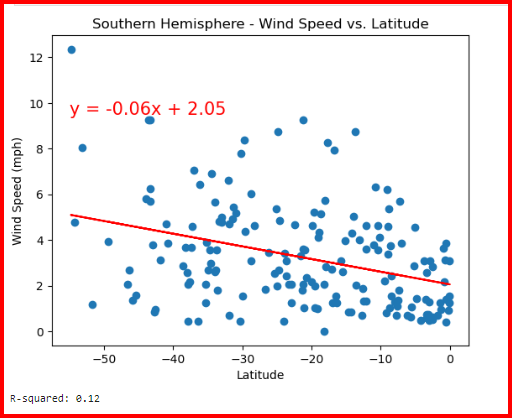 Southern Hemisphere - Wind Speed vs. Latitude
12
10
y = -0.06x + 2.05
8
6
4
2
0
Wind Speed (mph)
−50
−40
−30
−20
−10
0
Latitude
R-squared: 0.12